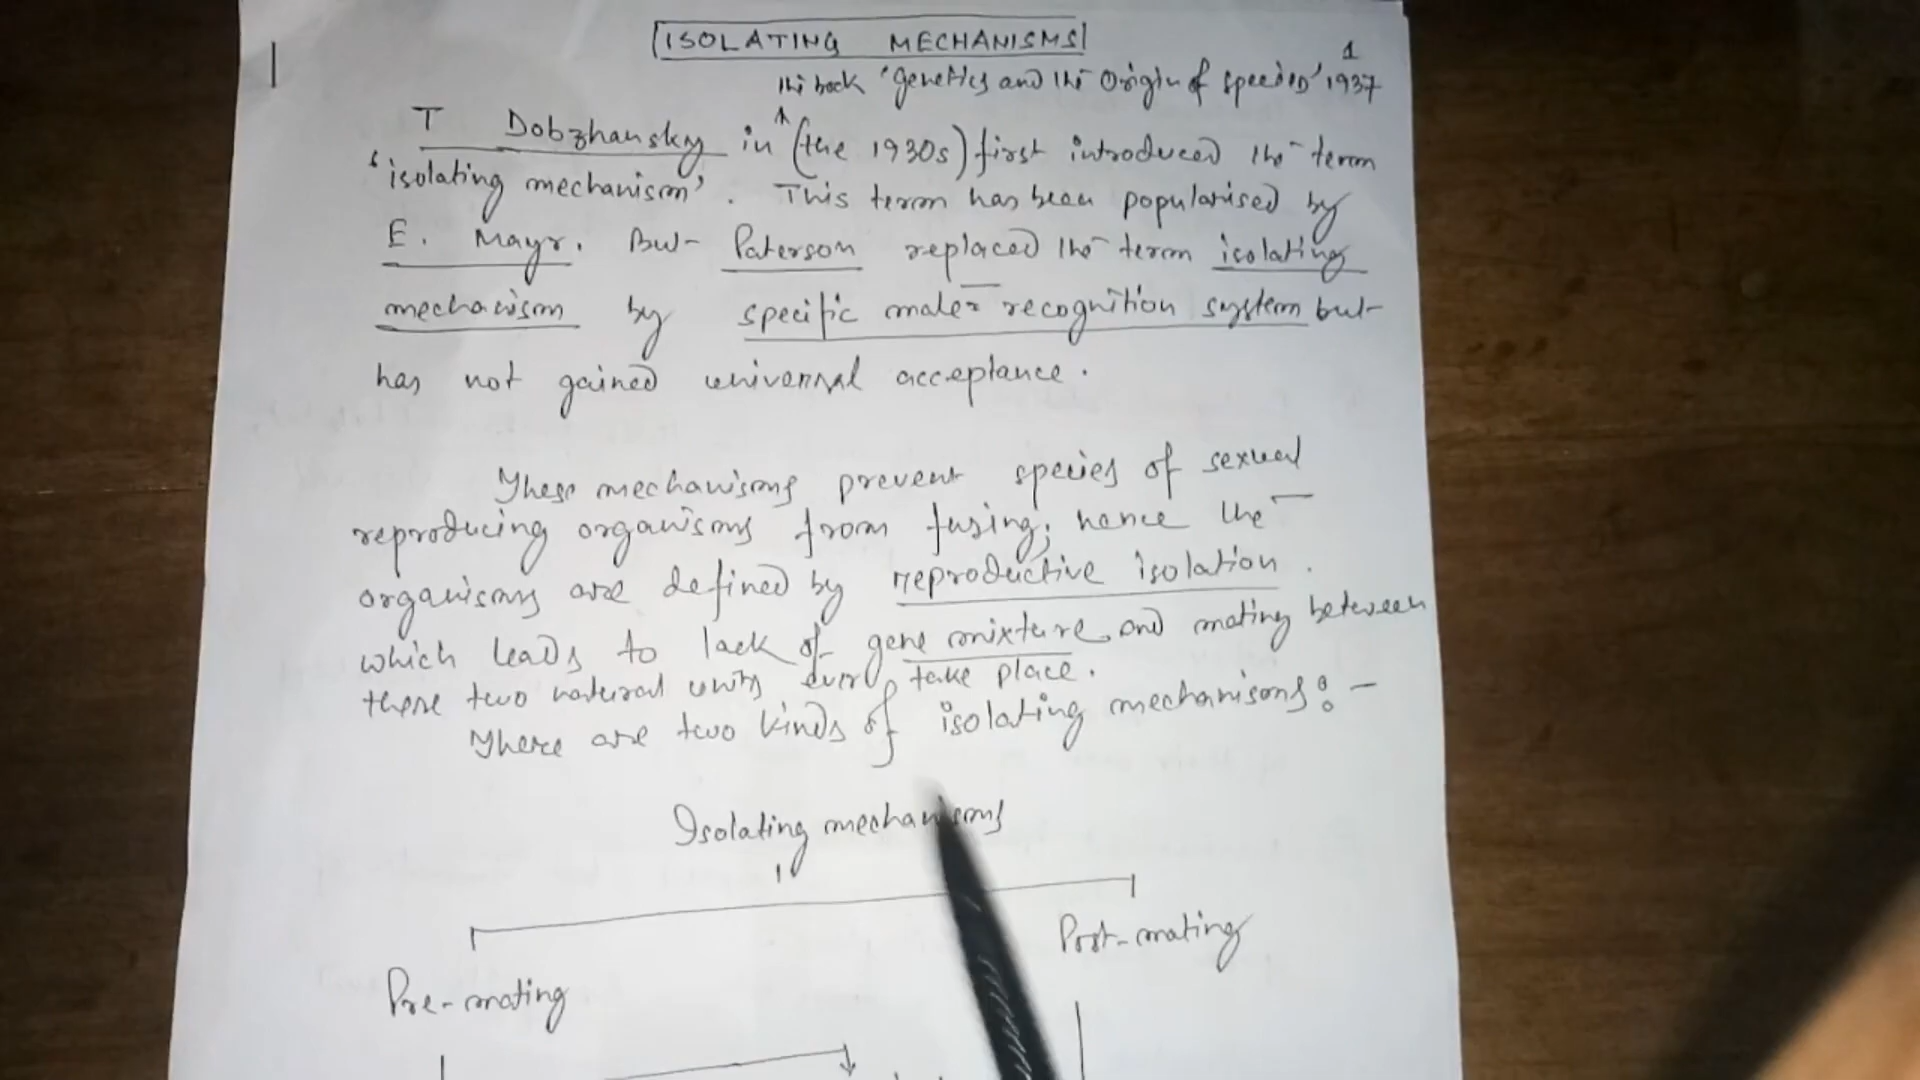 ISOLATING MECHANISMS
1
the book 'Genetics and the Origin of species' 1937
T Dobzhansky in (the 1930s) first introduced the term
'isolating mechanism'. This term has been popularised by
E. Mayr. But Paterson replaced the term isolating
mechanism by specific mate recognition system but
has not gained universal acceptance.
These mechanisms prevent species of sexual
reproducing organisms from fusing; hence the
organisms are defined by reproductive isolation.
which leads to lack of gene mixture and mating between
these two natural units take place.
There are two kinds of isolating mechanisms:-
Isolating mechanisms
Post-mating
Pre-mating